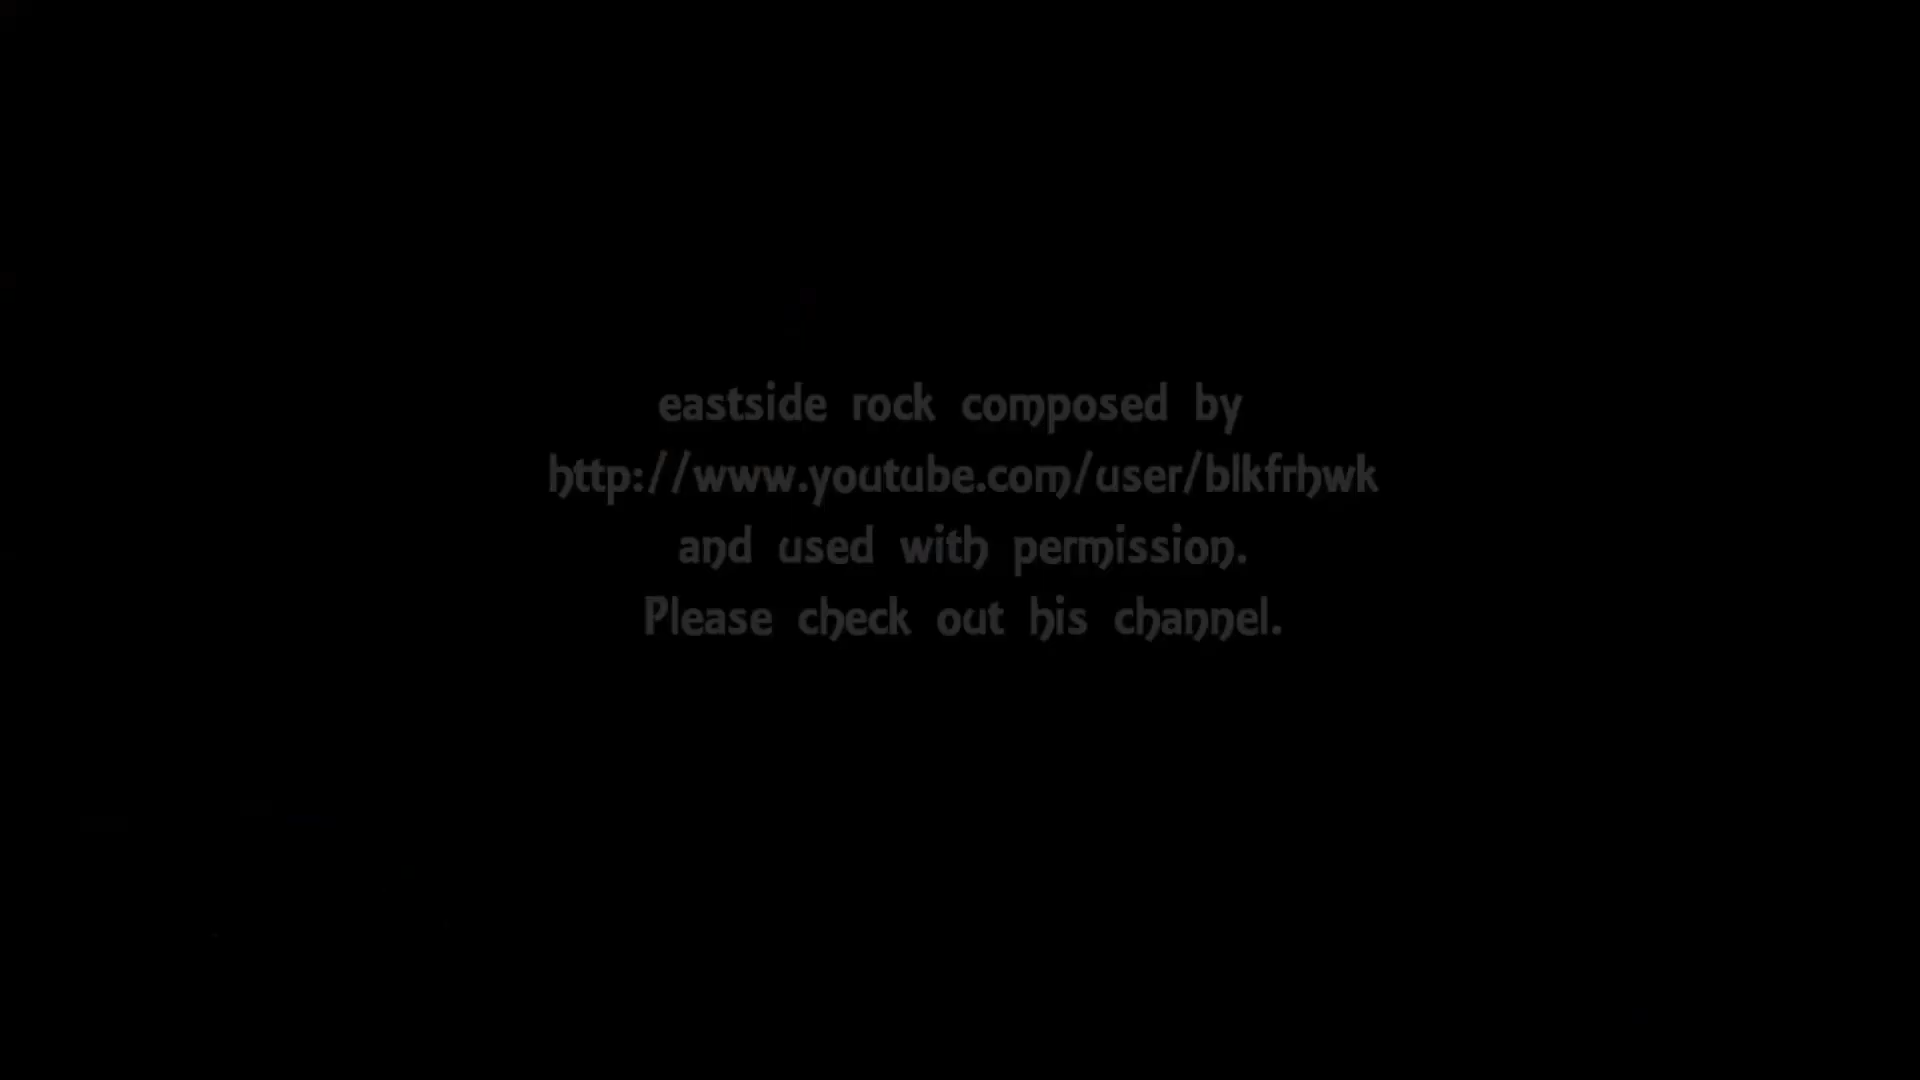 eastside rock composed by
http://www.youtube.com/user/blkfrhwk
and used with permission.
Please check out his channel.